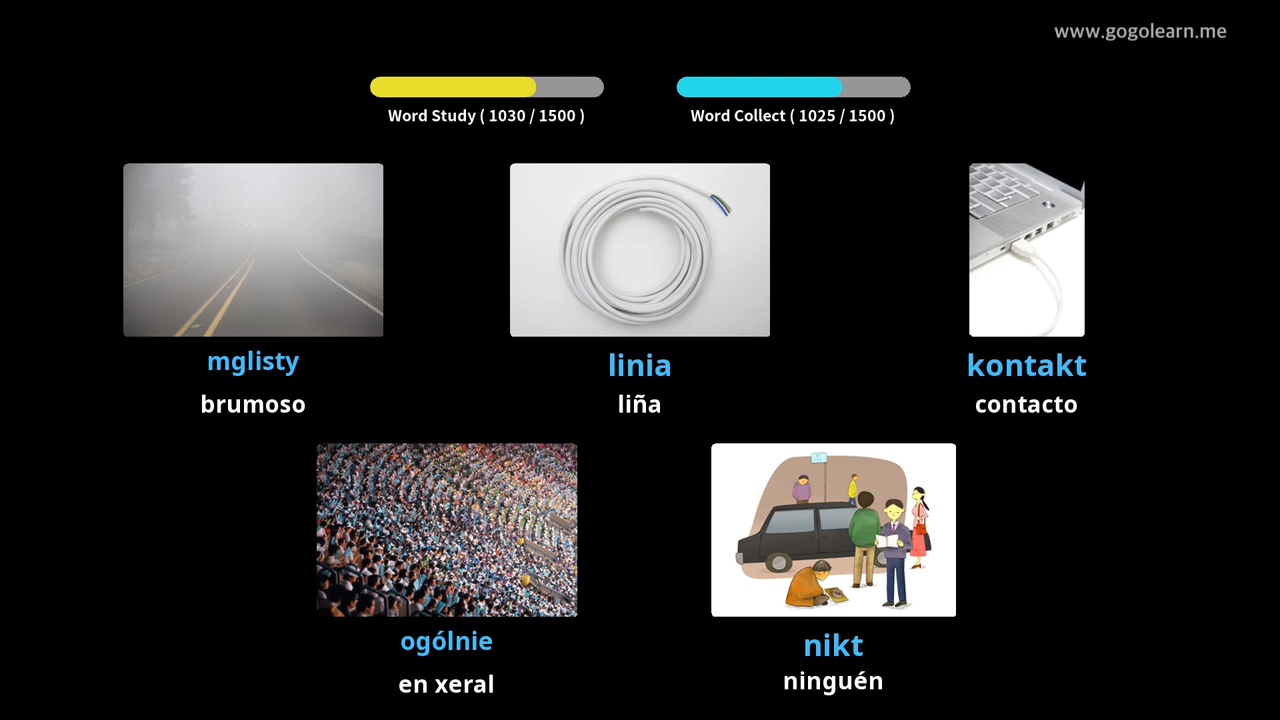 www.gogolearn.me
Word Study ( 1030 / 1500 )
Word Collect ( 1025 / 1500 )
mglisty
brumoso
linia
liña
kontakt
contacto
ogólnie
en xeral
nikt
ninguén